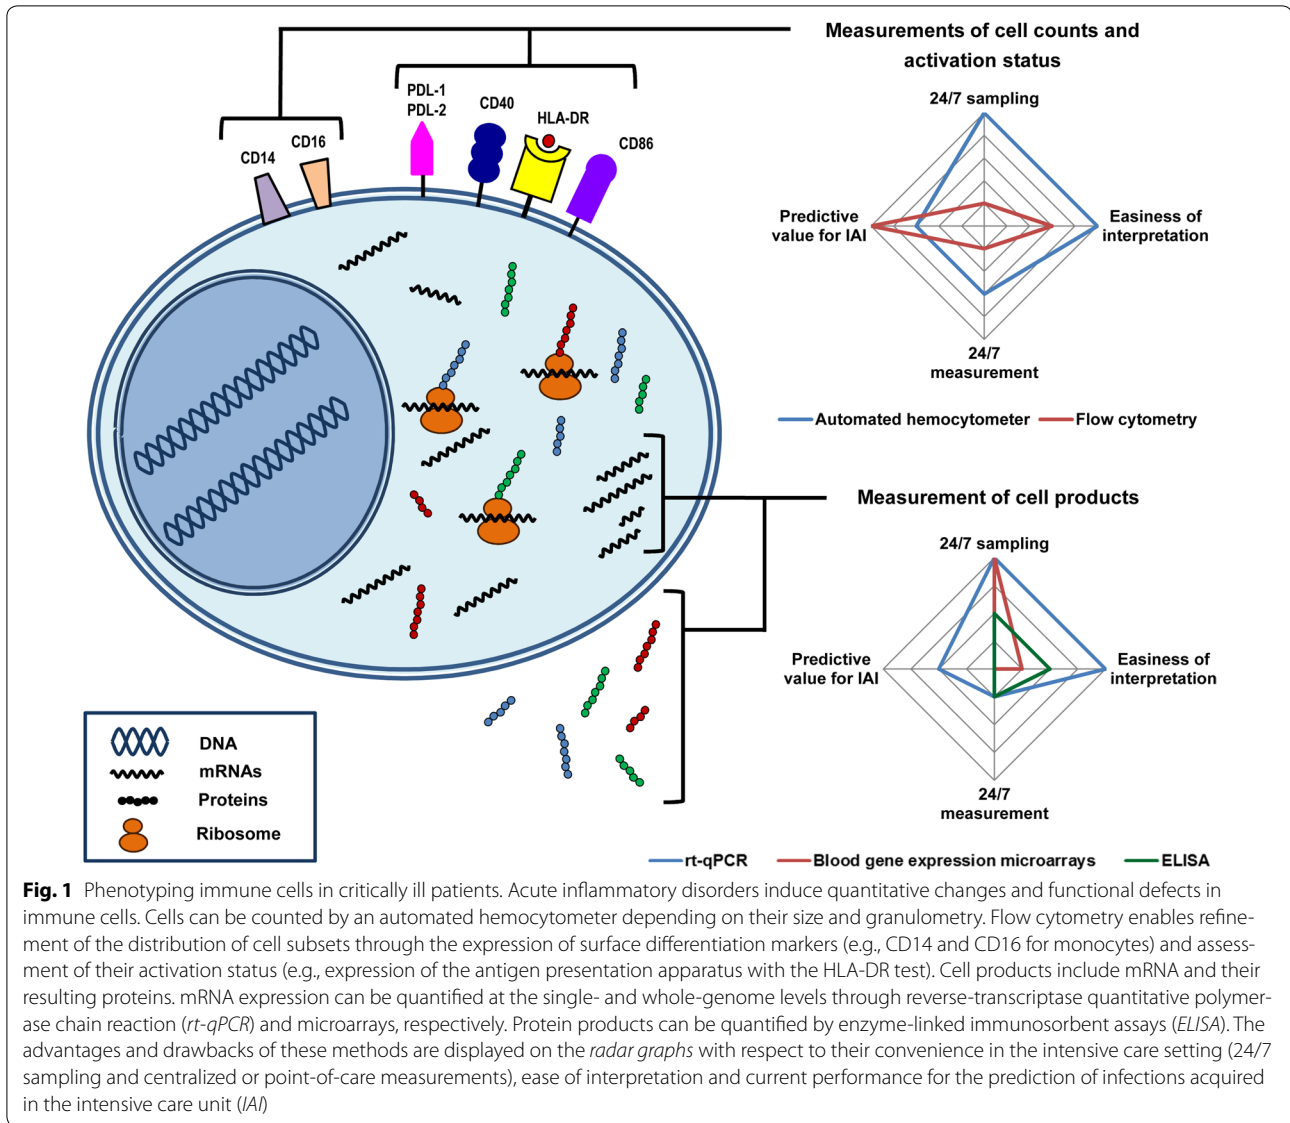 Measurements of cell counts and
activation status
PDL-1
PDL-2
CD40
HLA-DR
CD86
CD14
CD16
24/7 sampling
Predictive
value for IAI
Easiness of
interpretation
24/7
measurement
Automated hemocytometer
Flow cytometry
Measurement of cell products
24/7 sampling
Predictive
value for IAI
Easiness of
interpretation
24/7
measurement
rt-qPCR
Blood gene expression microarrays
ELISA
DNA
mRNAs
Proteins
Ribosome
Fig. 1 Phenotyping immune cells in critically ill patients. Acute inflammatory disorders induce quantitative changes and functional defects in
immune cells. Cells can be counted by an automated hemocytometer depending on their size and granulometry. Flow cytometry enables refine-
ment of the distribution of cell subsets through the expression of surface differentiation markers (e.g., CD14 and CD16 for monocytes) and assess-
ment of their activation status (e.g., expression of the antigen presentation apparatus with the HLA-DR test). Cell products include mRNA and their
resulting proteins. mRNA expression can be quantified at the single- and whole-genome levels through reverse-transcriptase quantitative polymer-
ase chain reaction (rt-qPCR) and microarrays, respectively. Protein products can be quantified by enzyme-linked immunosorbent assays (ELISA). The
advantages and drawbacks of these methods are displayed on the radar graphs with respect to their convenience in the intensive care setting (24/7
sampling and centralized or point-of-care measurements), ease of interpretation and current performance for the prediction of infections acquired
in the intensive care unit (IAI)